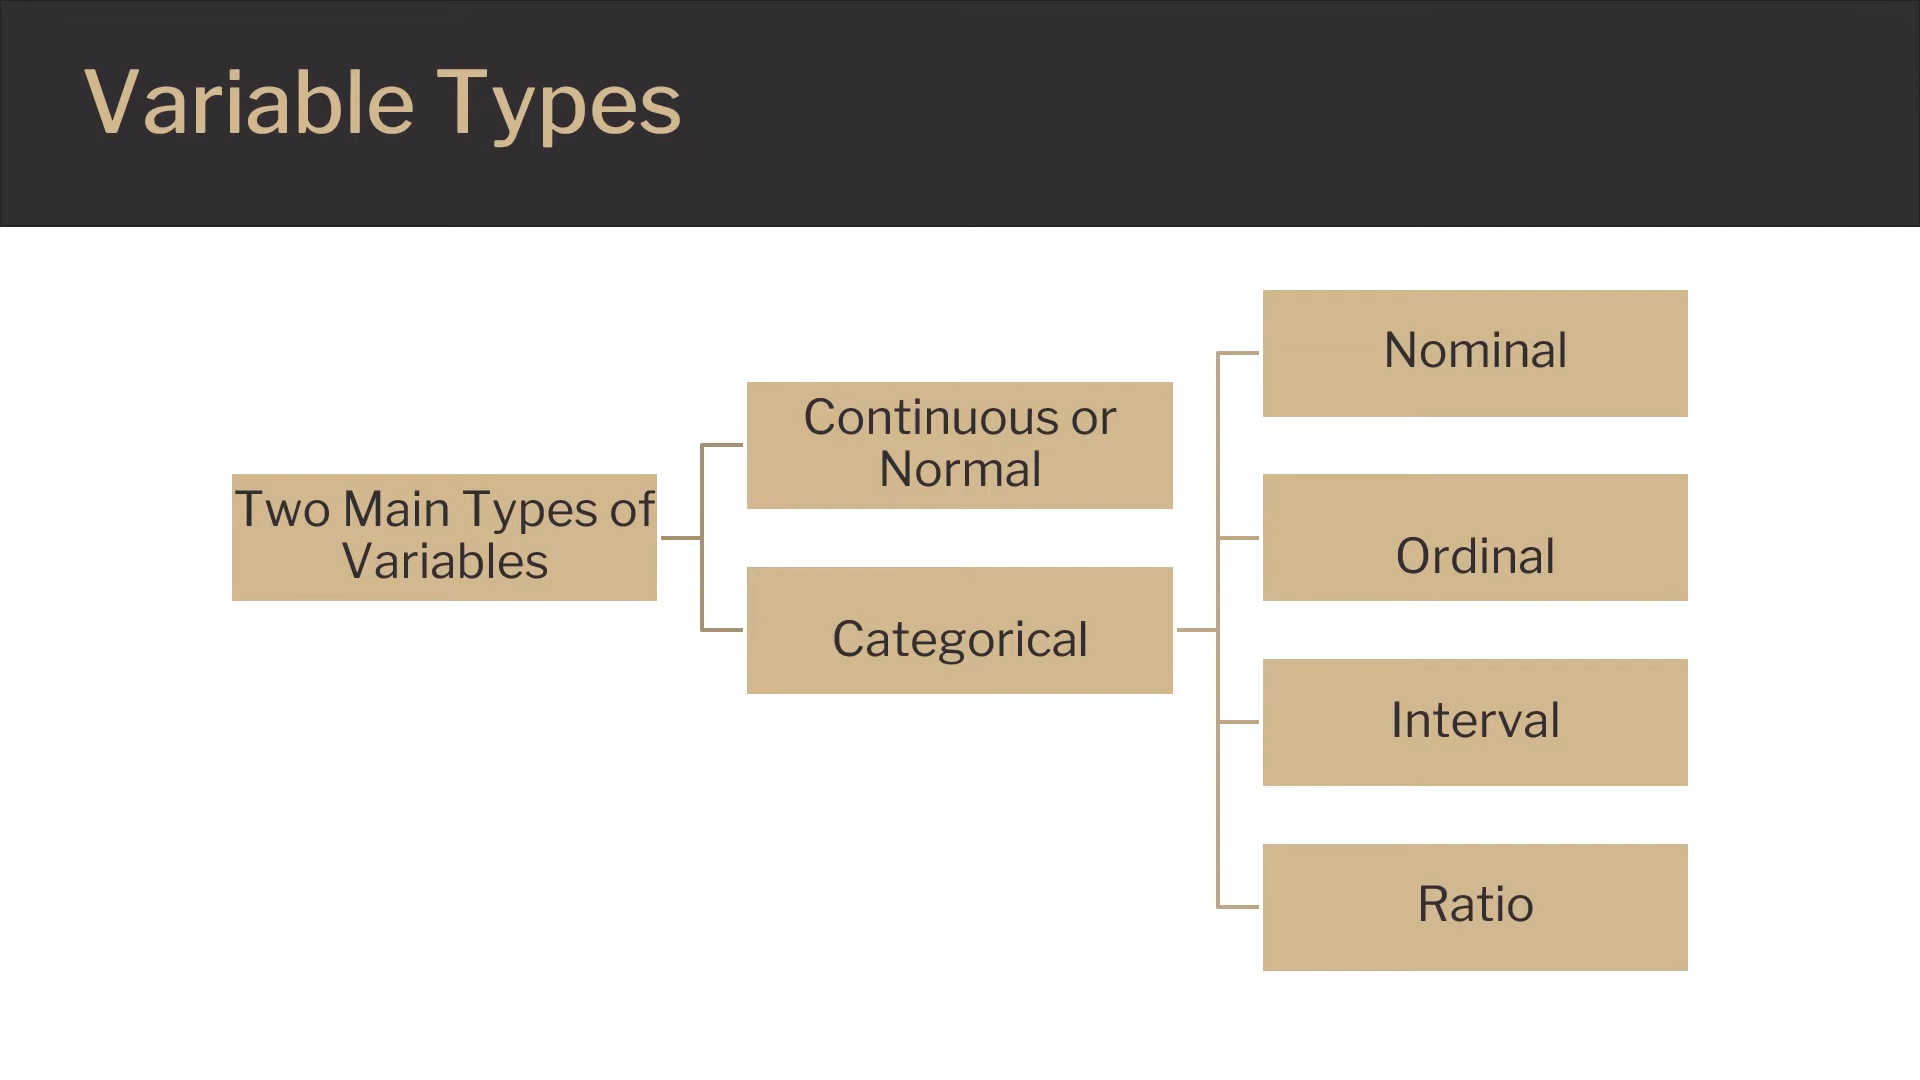 Variable Types
Two Main Types of
Variables
Continuous or
Normal
Categorical
Nominal
Ordinal
Interval
Ratio